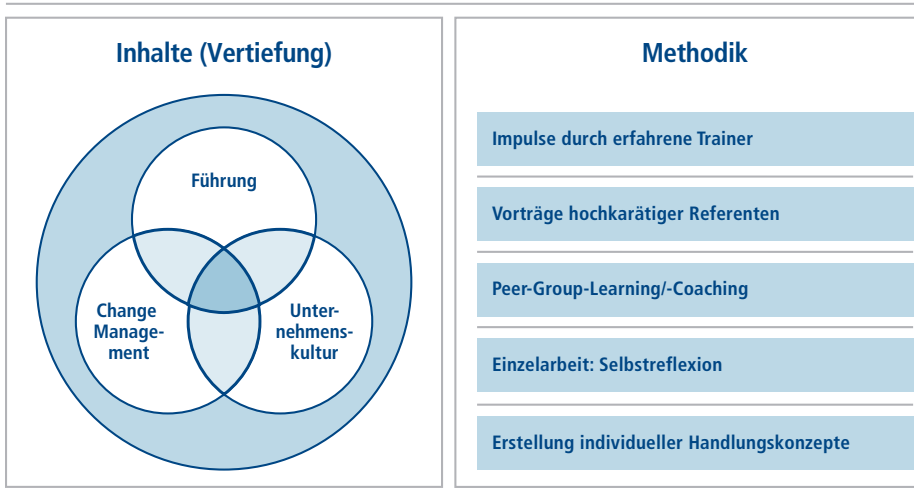 Inhalte (Vertiefung)
Führung
Change
Manage-
ment
Unter-
nehmens-
kultur
Methodik
Impulse durch erfahrene Trainer
Vorträge hochkarätiger Referenten
Peer-Group-Learning/-Coaching
Einzelarbeit: Selbstreflexion
Erstellung individueller Handlungskonzepte